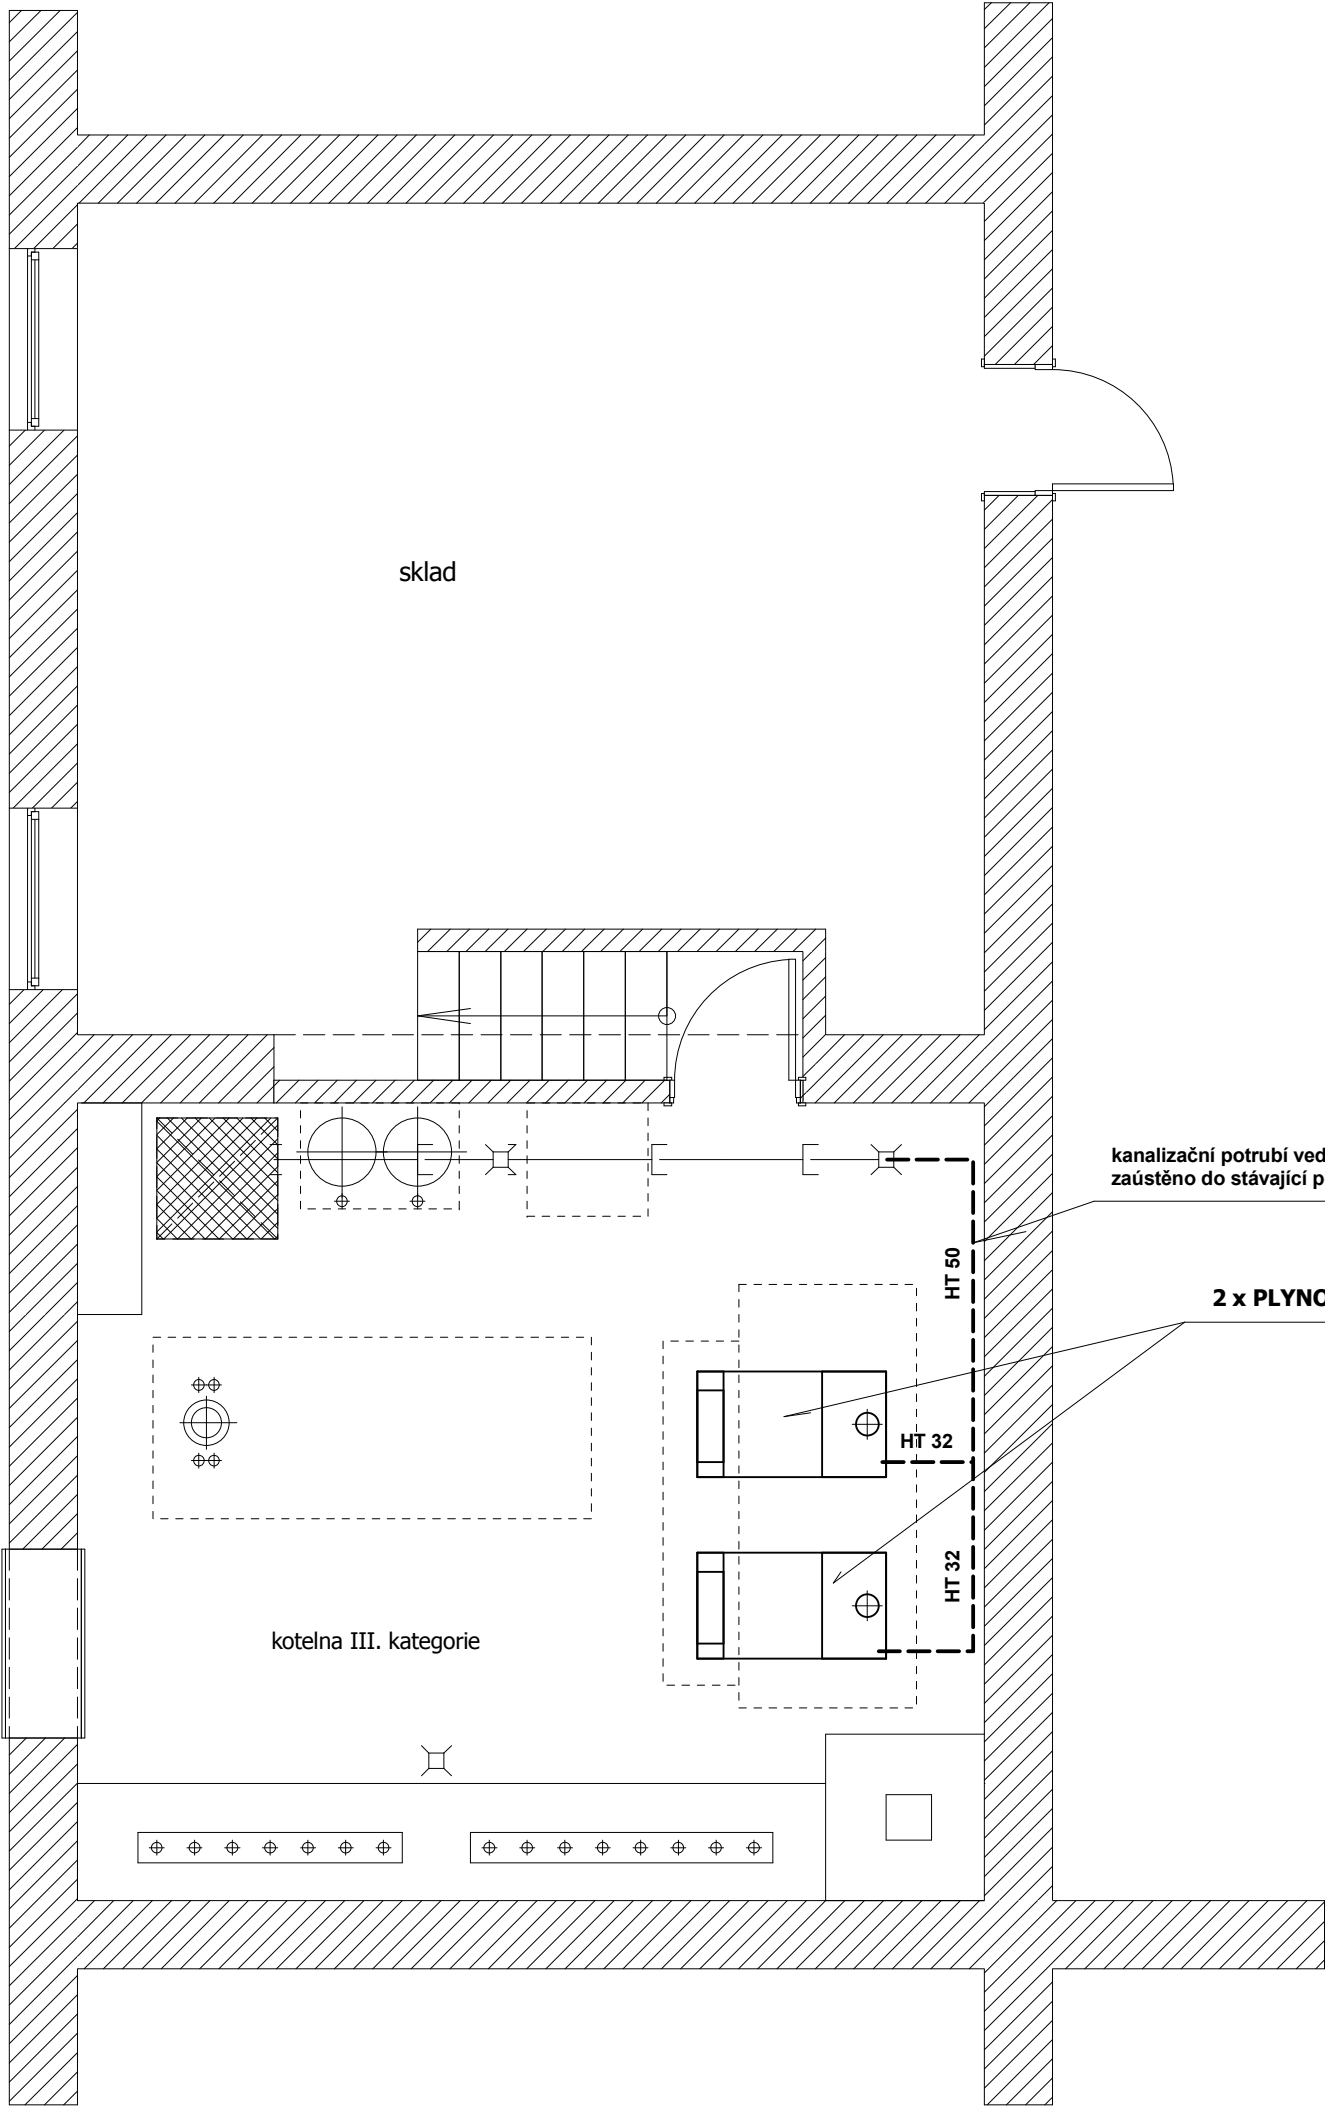 sklad
kanalizační potrubí ved
zaústěno do stávající p
HT 50
2 x PLYNO
HT 32
HT 32
kotelna III. kategorie